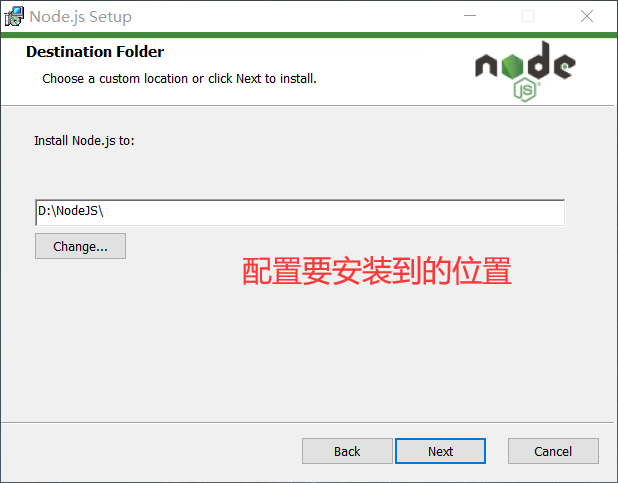 Node.js Setup
Destination Folder
Choose a custom location or click Next to install.
node
JS
Install Node.js to:
D:\NodeJS\
Change...
配置要安装到的位置
Back
Next
Cancel